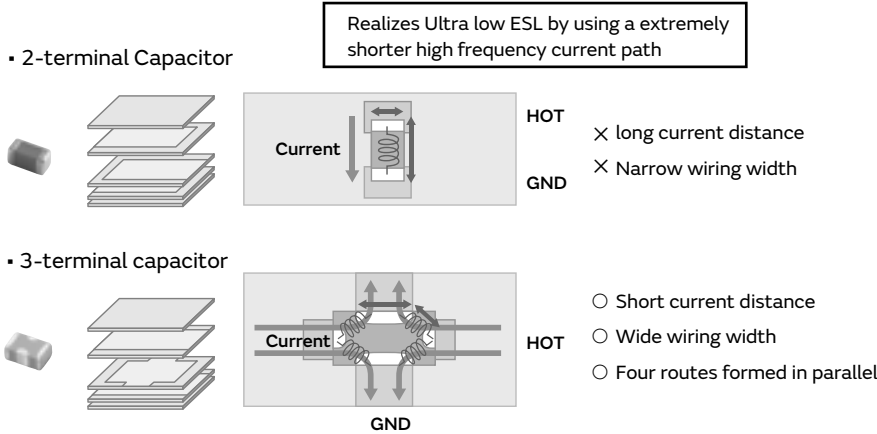 Realizes Ultra low ESL by using a extremely
shorter high frequency current path
▪ 2-terminal Capacitor
Current
HOT
GND
× long current distance
× Narrow wiring width
▪ 3-terminal capacitor
Current
HOT
GND
○ Short current distance
○ Wide wiring width
○ Four routes formed in parallel